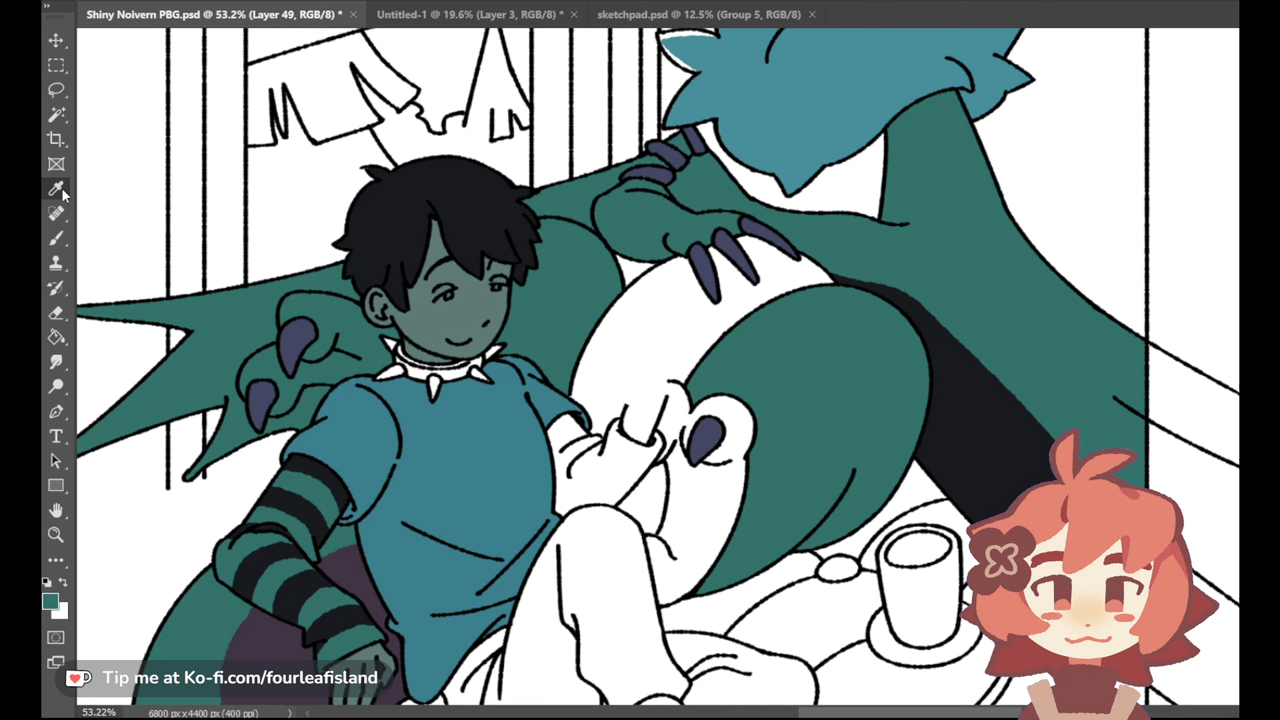 Shiny Noivern PBG.psd @ 53.2% (Layer 49, RGB/8) *
Untitled-1 @ 19.6% (Layer 3, RGB/8) *
sketchpad.psd @ 12.5% (Group 5, RGB/8)
Tip me at Ko-fi.com/fourleafisland
53.22%
6800 px x 4400 px (400 ppi)